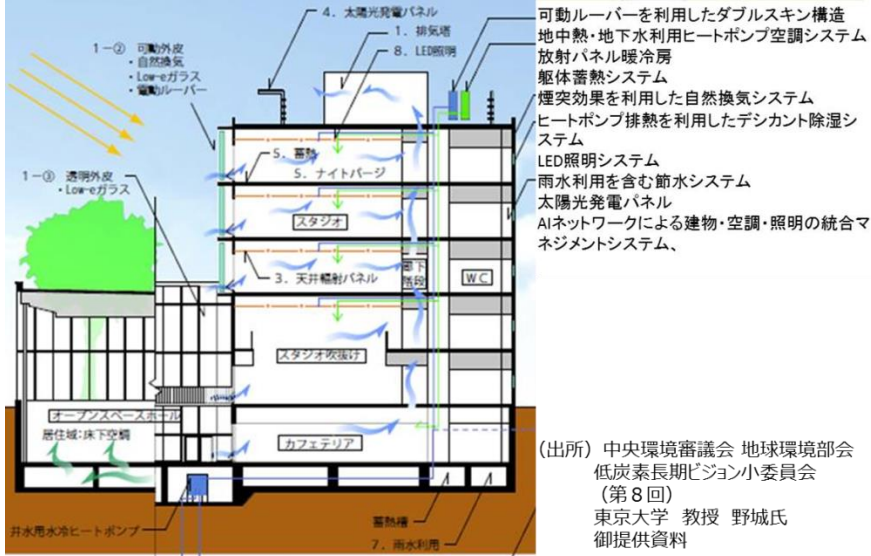 4. 太陽光発電パネル
1. 排気塔
8. LED照明
1-② 可動外皮
・自然換気
・Low-eガラス
・電動ルーバー
5. 蓄熱
5. ナイトパージ
1-③ 透明外皮
・Low-eガラス
スタジオ
3. 天井輻射パネル
廊下
階段
WC
スタジオ吹抜け
オープンスペースホール
居住域:床下空調
カフェテリア
井水用水冷ヒートポンプ
蓄熱槽
7. 雨水利用
可動ルーバーを利用したダブルスキン構造
地中熱・地下水利用ヒートポンプ空調システム
放射パネル暖冷房
躯体蓄熱システム
煙突効果を利用した自然換気システム
ヒートポンプ排熱を利用したデシカント除湿シ
ステム
LED照明システム
雨水利用を含む節水システム
太陽光発電パネル
AIネットワークによる建物・空調・照明の統合マ
ネジメントシステム、
(出所) 中央環境審議会 地球環境部会
低炭素長期ビジョン小委員会
(第8回)
東京大学 教授 野城氏
御提供資料